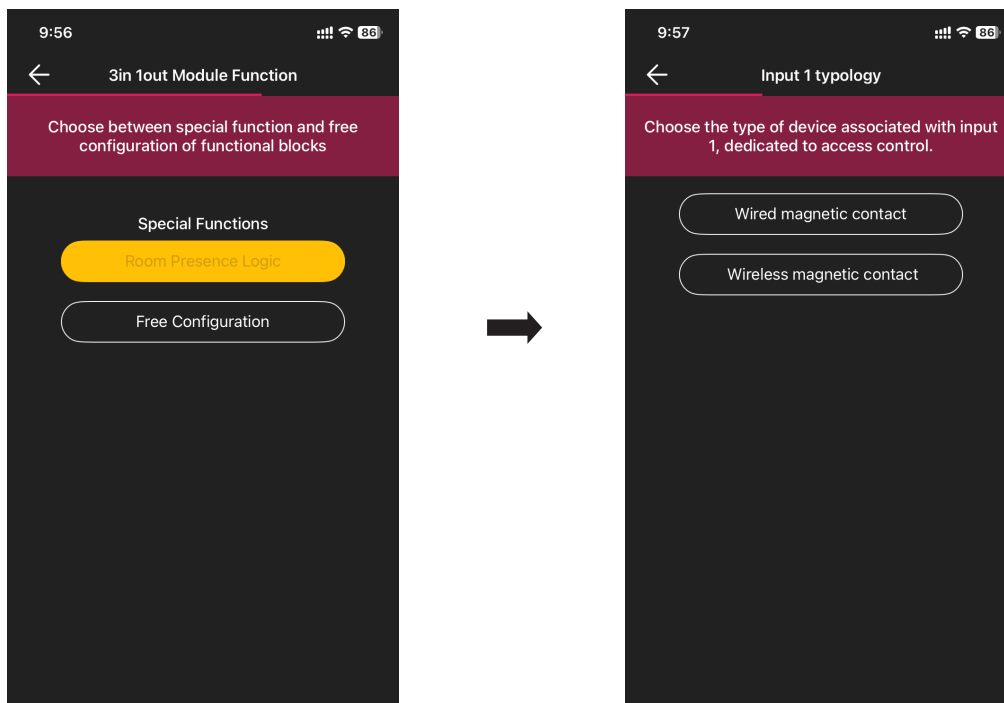 9:56
86
3in 1out Module Function
Choose between special function and free
configuration of functional blocks
Special Functions
Room Presence Logic
Free Configuration
9:57
86
Input 1 typology
Choose the type of device associated with input
1, dedicated to access control.
Wired magnetic contact
Wireless magnetic contact